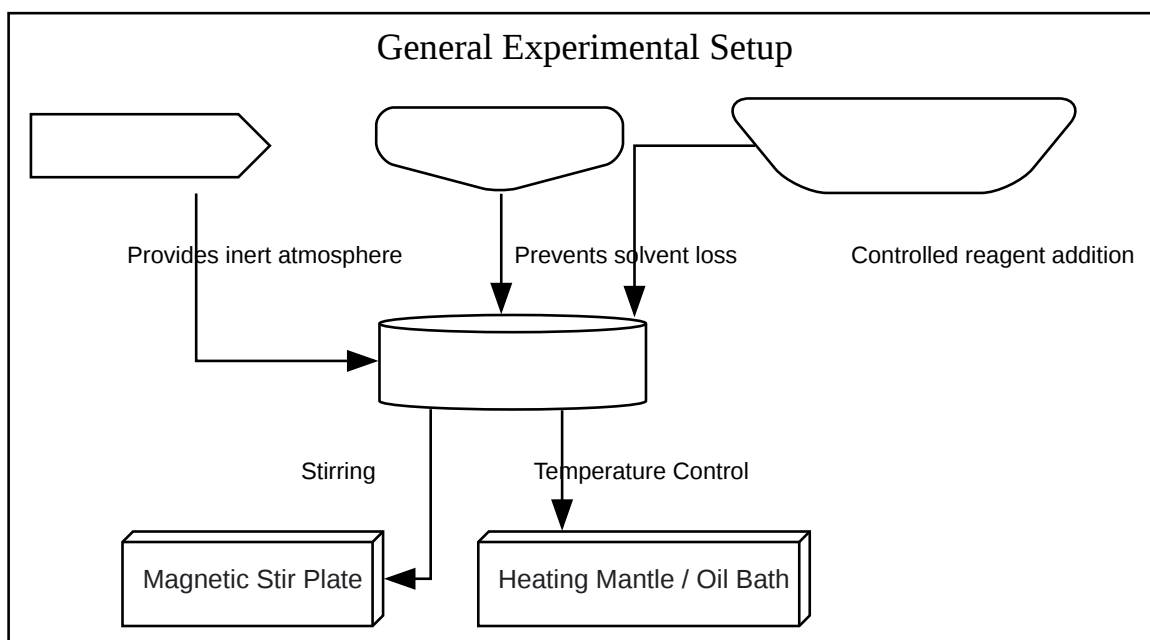 General Experimental Setup
Provides inert atmosphere
Prevents solvent loss
Controlled reagent addition
Stirring
Temperature Control
Magnetic Stir Plate
Heating Mantle / Oil Bath